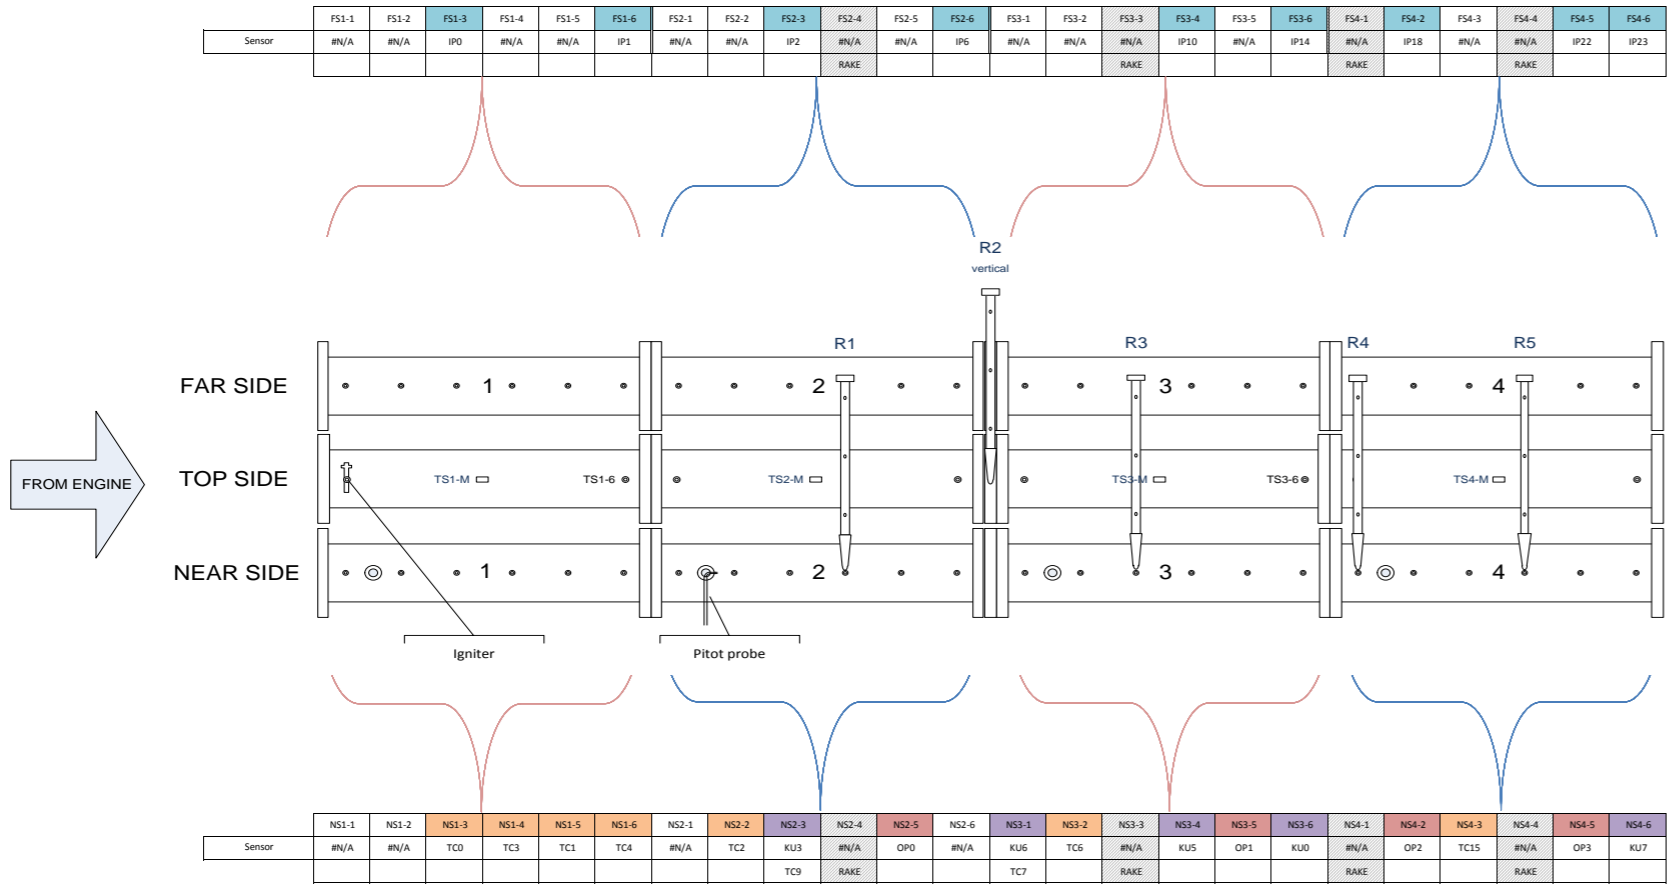 FS1-1 FS1-2 FS1-3 FS1-4 FS1-5 FS1-6 FS2-1 FS2-2 FS2-3 FS2-4 FS2-5 FS2-6 FS3-1 FS3-2 FS3-3 FS3-4 FS3-5 FS3-6 FS4-1 FS4-2 FS4-3 FS4-4 FS4-5 FS4-6
Sensor #N/A #N/A IP0 #N/A #N/A IP1 #N/A #N/A IP2 #N/A #N/A IP6 #N/A #N/A #N/A IP10 #N/A IP14 #N/A IP18 #N/A #N/A IP22 IP23
RAKE RAKE RAKE RAKE
R2
vertical
R1 R3 R4 R5
FAR SIDE 1 2 3 4
FROM ENGINE
TOP SIDE TS1-M TS1-6 TS2-M TS3-M TS3-6 TS4-M
NEAR SIDE 1 2 3 4
Igniter Pitot probe
NS1-1 NS1-2 NS1-3 NS1-4 NS1-5 NS1-6 NS2-1 NS2-2 NS2-3 NS2-4 NS2-5 NS2-6 NS3-1 NS3-2 NS3-3 NS3-4 NS3-5 NS3-6 NS4-1 NS4-2 NS4-3 NS4-4 NS4-5 NS4-6
Sensor #N/A #N/A TC0 TC3 TC1 TC4 #N/A TC2 KU3 #N/A OP0 #N/A KU6 TC6 #N/A KU5 OP1 KU0 #N/A OP2 TC15 #N/A OP3 KU7
TC9 RAKE TC7 RAKE RAKE RAKE